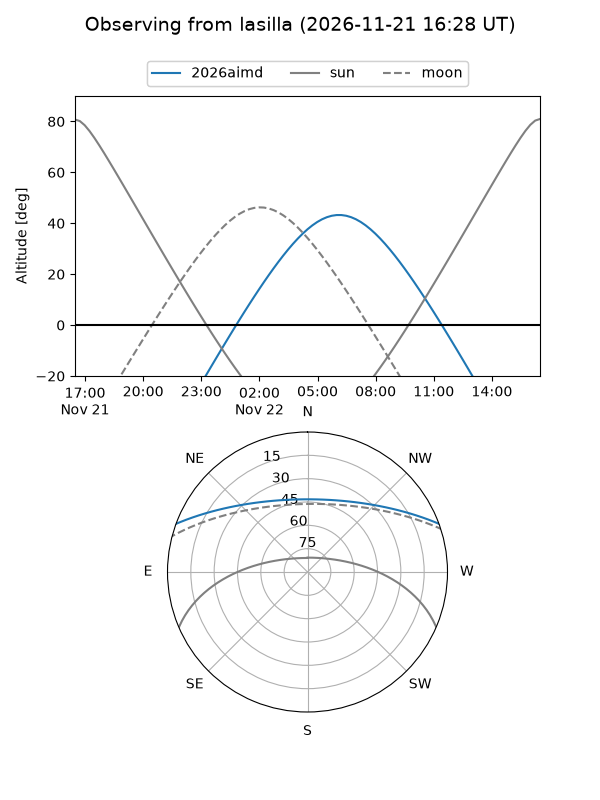 Observing from lasilla (2026-11-21 16:28 UT)
2026aimd sun moon
Altitude [deg]
80
60
40
20
0
−20
17:00 20:00 23:00 02:00 05:00 08:00 11:00 14:00
Nov 21 Nov 22
N
NE NW
15
30
45
60
75
E W
SE SW
S